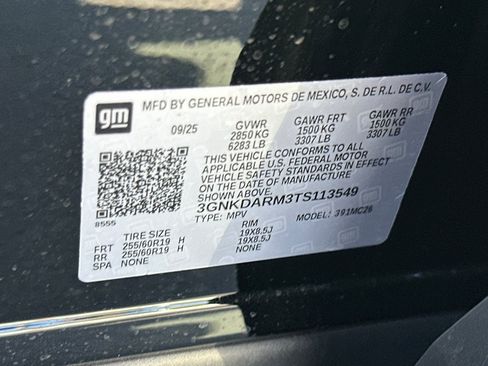 gm
MFD BY GENERAL MOTORS DE MEXICO, S. DE R.L. DE C.V.
09/25 GVWR GAWR FRT GAWR RR
2850 KG 1500 KG 1500 KG
6283 LB 3307 LB 3307 LB
THIS VEHICLE CONFORMS TO ALL
APPLICABLE U.S. FEDERAL MOTOR
VEHICLE SAFETY STANDARDS IN EFFECT
ON THE DATE OF MANUFACTURE SHOWN ABOVE.
3GNKDARM3TS113549
8555 TYPE: MPV MODEL: 391MC26
TIRE SIZE RIM
FRT 255/60R19 H 19X8.5J
RR 255/60R19 H 19X8.5J
SPA NONE NONE